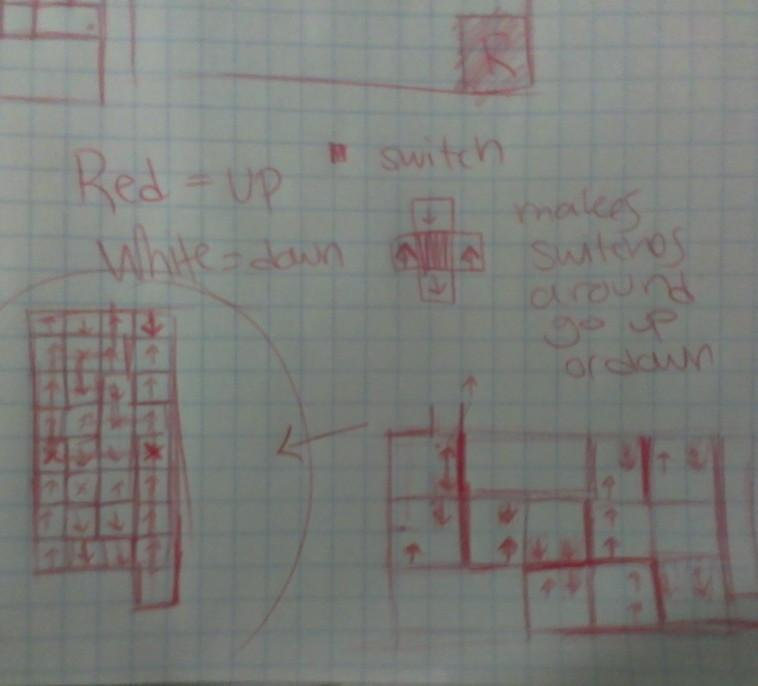 R
Red = up
White = down
switch
makes
switches
around
go up
or down